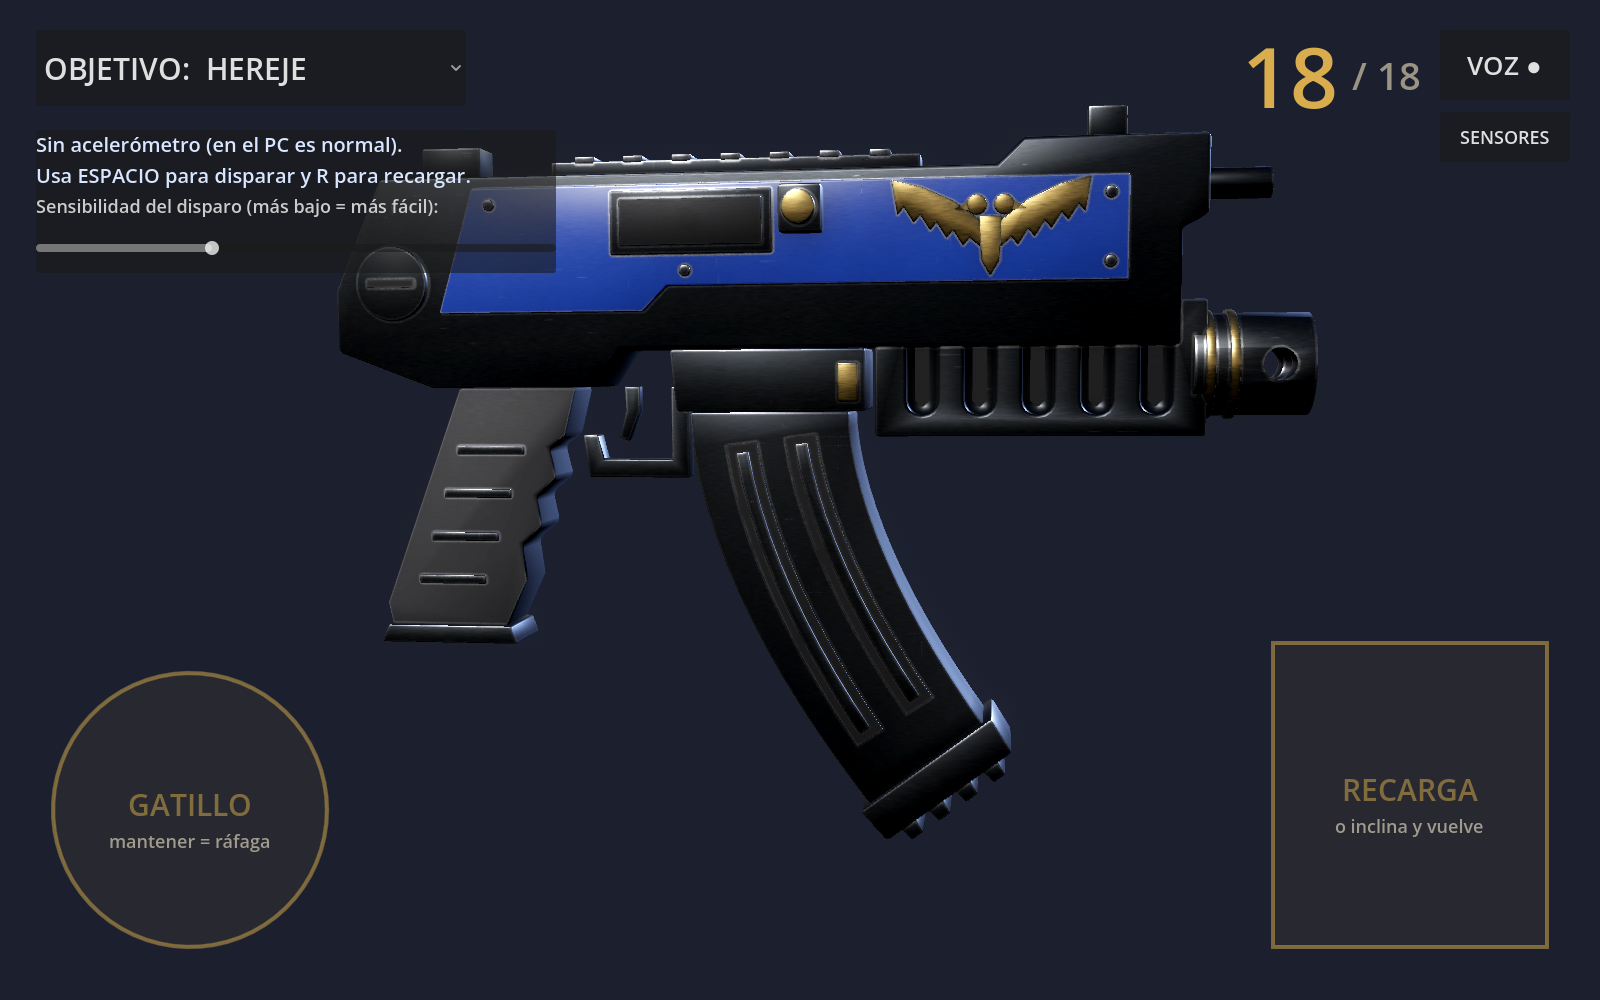 OBJETIVO: HEREJE
18 / 18
VOZ ●
Sin acelerómetro (en el PC es normal).
Usa ESPACIO para disparar y R para recargar.
Sensibilidad del disparo (más bajo = más fácil):
SENSORES
GATILLO
mantener = ráfaga
RECARGA
o inclina y vuelve